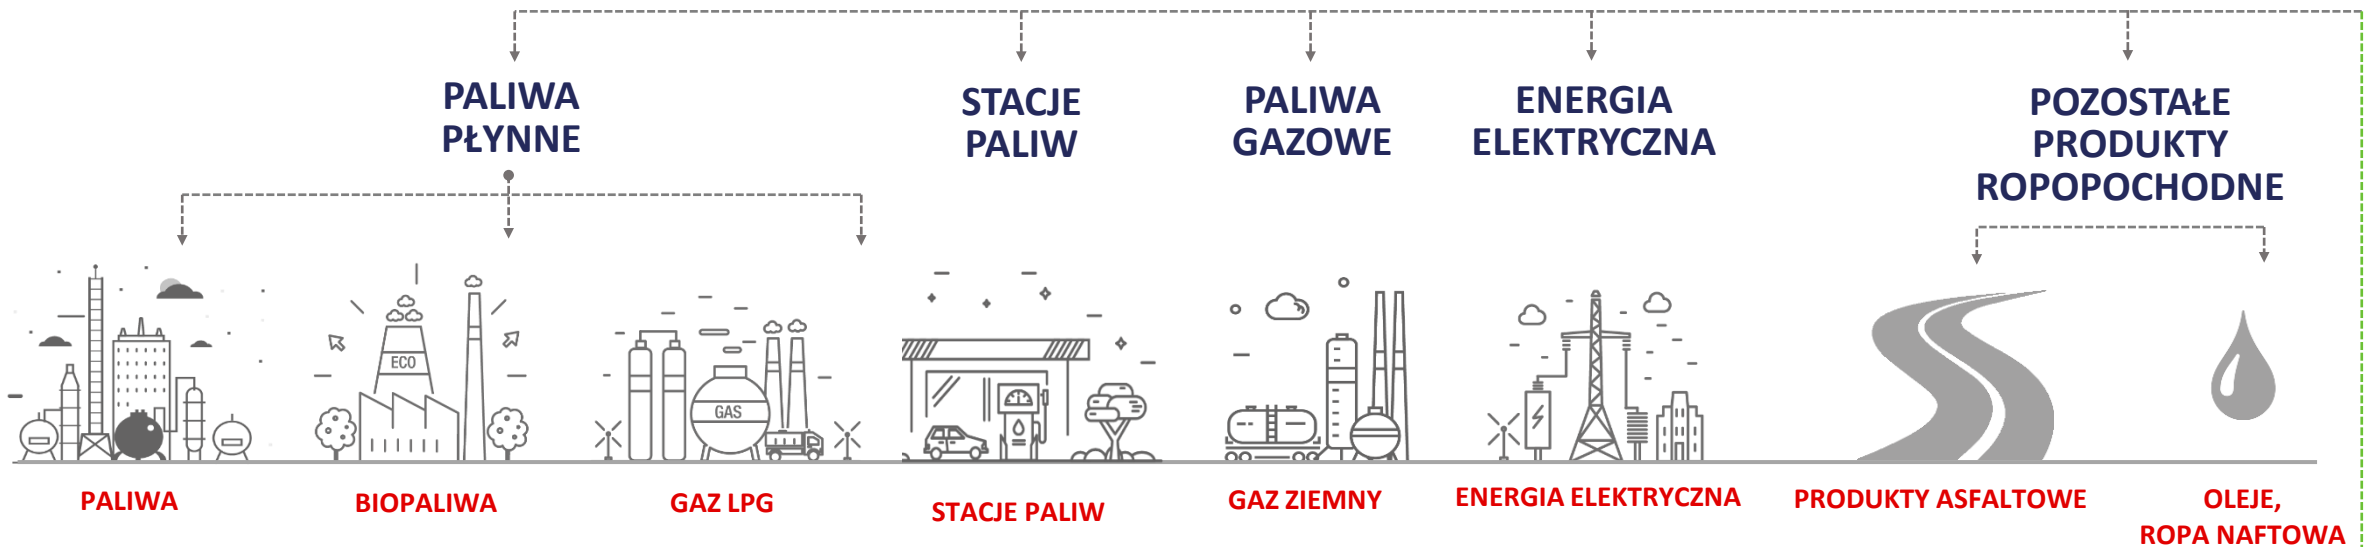 PALIWA
PŁYNNE
STACJE
PALIW
PALIWA
GAZOWE
ENERGIA
ELEKTRYCZNA
POZOSTAŁE
PRODUKTY
ROPOPOCHODNE
ECO
GAS
PALIWA
BIOPALIWA
GAZ LPG
STACJE PALIW
GAZ ZIEMNY
ENERGIA ELEKTRYCZNA
PRODUKTY ASFALTOWE
OLEJE,
ROPA NAFTOWA